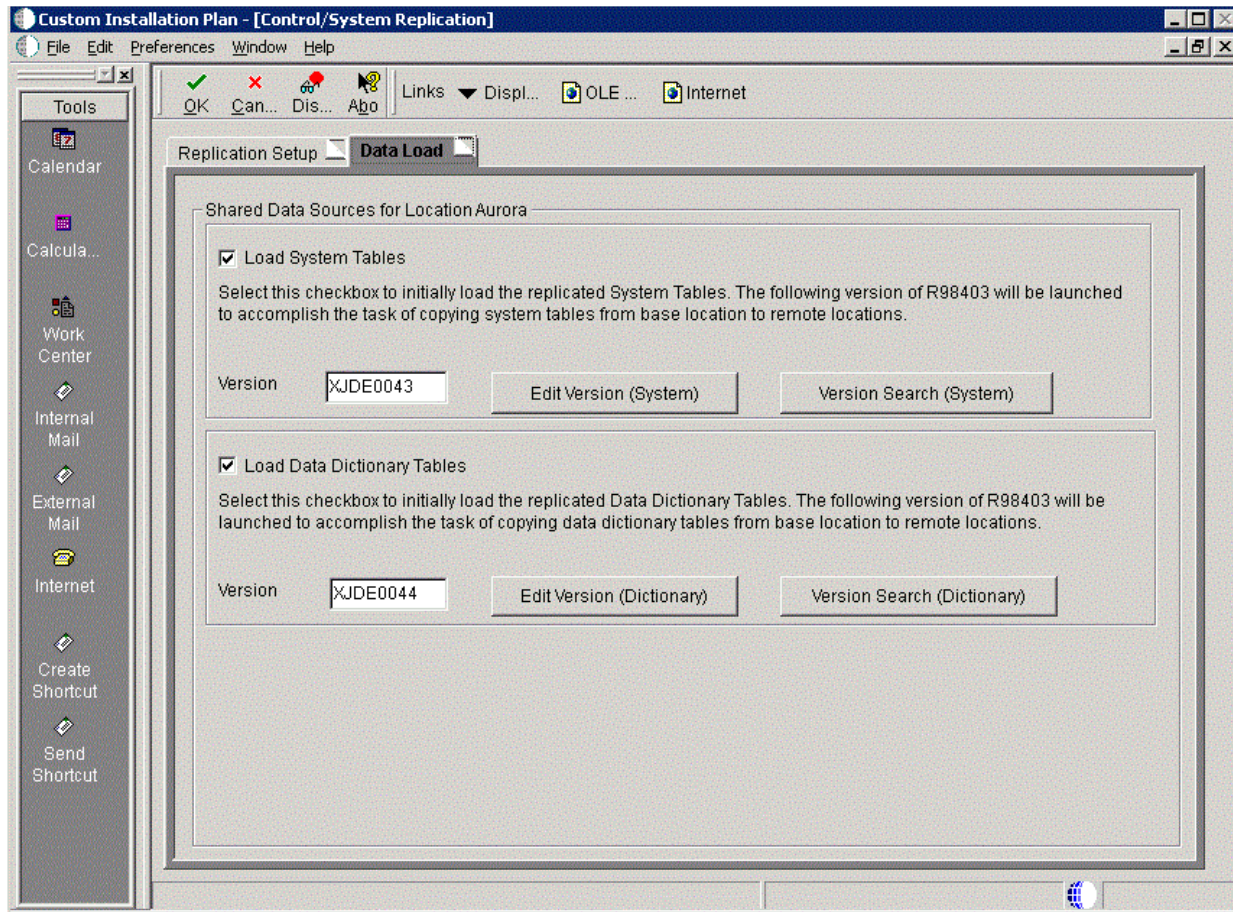 Custom Installation Plan - [Control/System Replication]
File Edit Preferences Window Help
Tools
OK Can... Dis... Abo Links Displ... OLE ... Internet
Calendar
Calcula...
Work
Center
Internal
Mail
External
Mail
Internet
Create
Shortcut
Send
Shortcut
Replication Setup Data Load
Shared Data Sources for Location Aurora
Load System Tables
Select this checkbox to initially load the replicated System Tables. The following version of R98403 will be launched
to accomplish the task of copying system tables from base location to remote locations.
Version XJDE0043 Edit Version (System) Version Search (System)
Load Data Dictionary Tables
Select this checkbox to initially load the replicated Data Dictionary Tables. The following version of R98403 will be
launched to accomplish the task of copying data dictionary tables from base location to remote locations.
Version XJDE0044 Edit Version (Dictionary) Version Search (Dictionary)